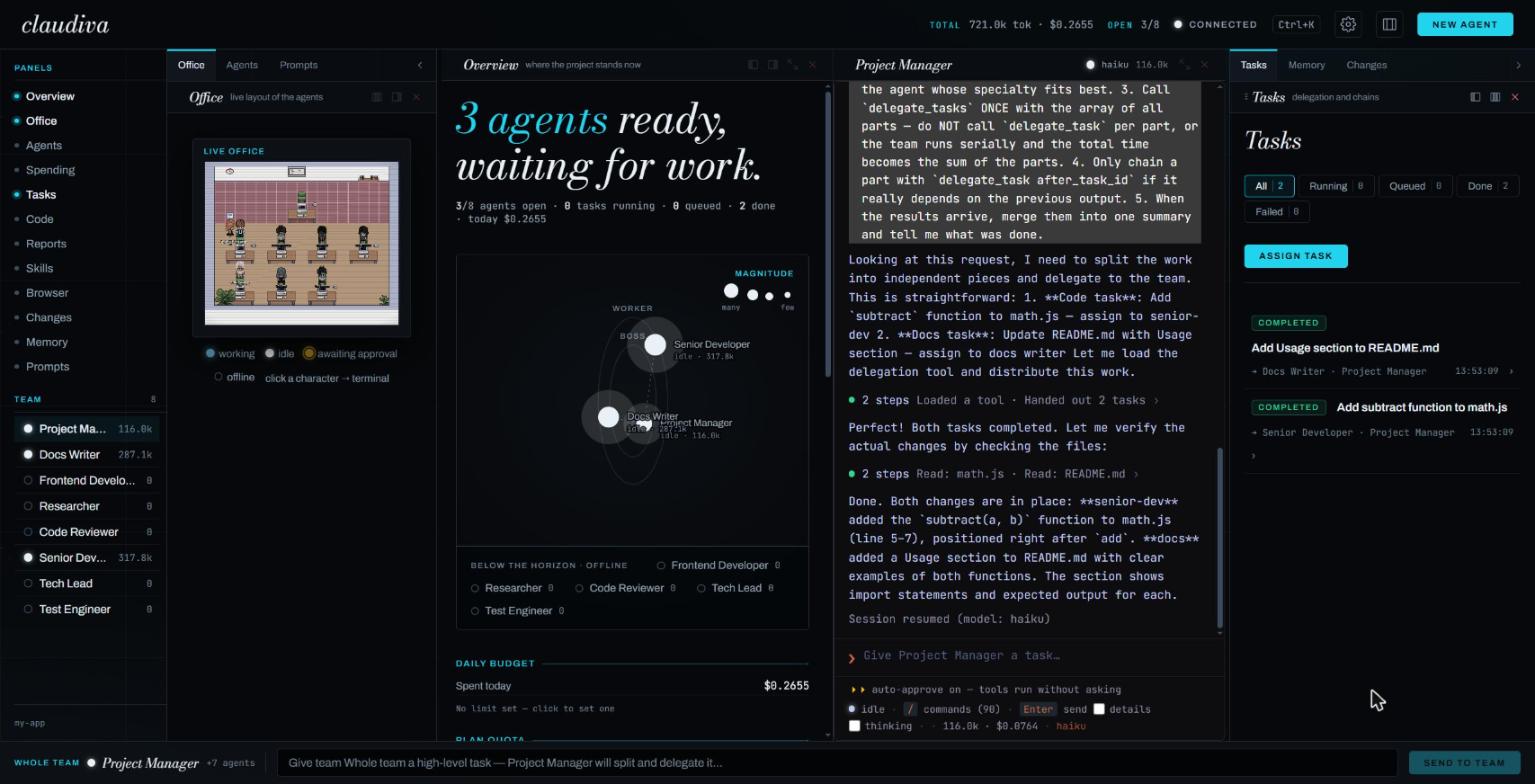 claudiva
TOTAL 721.0k tok · $0.2655 OPEN 3/8 CONNECTED Ctrl+K NEW AGENT
PANELS
Overview
Office
Agents
Spending
Tasks
Code
Reports
Skills
Browser
Changes
Memory
Prompts
TEAM 8
Project Ma... 116.0k
Docs Writer 287.1k
Frontend Develo... 0
Researcher 0
Code Reviewer 0
Senior Dev... 317.8k
Tech Lead 0
Test Engineer 0
my-app
Office Agents Prompts
Office live layout of the agents
LIVE OFFICE
working idle awaiting approval
offline click a character → terminal
Overview where the project stands now
3 agents ready,
waiting for work.
3/8 agents open · 0 tasks running · 0 queued · 2 done
· today $0.2655
MAGNITUDE
many few
WORKER
BOSS
Senior Developer
idle · 317.8k
Docs Writer
idle · 287.1k
Project Manager
idle · 116.0k
BELOW THE HORIZON · OFFLINE Frontend Developer 0
Researcher 0 Code Reviewer 0 Tech Lead 0
Test Engineer 0
DAILY BUDGET
Spent today $0.2655
No limit set — click to set one
PLAN QUOTA
Project Manager haiku 116.0k
the agent whose specialty fits best. 3. Call
`delegate_tasks` ONCE with the array of all
parts — do NOT call `delegate_task` per part, or
the team runs serially and the total time
becomes the sum of the parts. 4. Only chain a
part with `delegate_task after_task_id` if it
really depends on the previous output. 5. When
the results arrive, merge them into one summary
and tell me what was done.
Looking at this request, I need to split the work
into independent pieces and delegate to the team.
This is straightforward: 1. **Code task**: Add
`subtract` function to math.js — assign to senior-
dev 2. **Docs task**: Update README.md with Usage
section — assign to docs writer Let me load the
delegation tool and distribute this work.
2 steps Loaded a tool · Handed out 2 tasks ›
Perfect! Both tasks completed. Let me verify the
actual changes by checking the files:
2 steps Read: math.js · Read: README.md ›
Done. Both changes are in place: **senior-dev**
added the `subtract(a, b)` function to math.js
(line 5-7), positioned right after `add`. **docs**
added a Usage section to README.md with clear
examples of both functions. The section shows
import statements and expected output for each.
Session resumed (model: haiku)
❯ Give Project Manager a task…
auto-approve on — tools run without asking
idle · / commands (90) · Enter send details
thinking · · 116.0k · $0.0764 · haiku
Tasks Memory Changes
Tasks delegation and chains
Tasks
All 2 Running 0 Queued 0 Done 2
Failed 0
ASSIGN TASK
COMPLETED
Add Usage section to README.md
→ Docs Writer · Project Manager 13:53:09 ›
COMPLETED Add subtract function to math.js
→ Senior Developer · Project Manager 13:53:09
›
WHOLE TEAM Project Manager +7 agents Give team Whole team a high-level task — Project Manager will split and delegate it... SEND TO TEAM